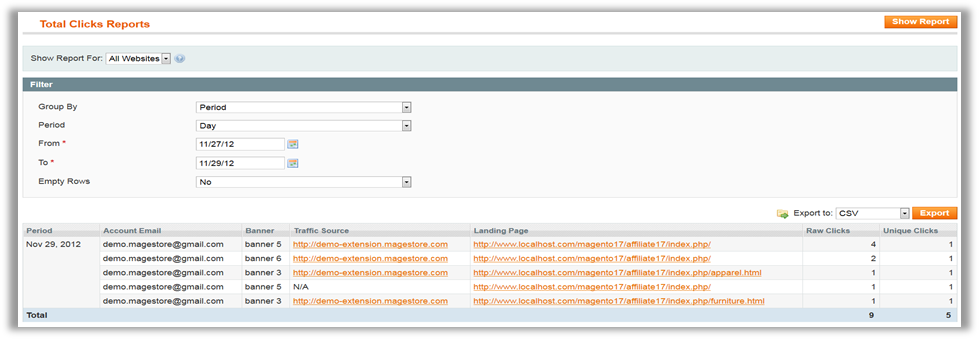 Total Clicks Reports Show Report
Show Report For: All Websites ?
Filter
Group By Period
Period Day
From * 11/27/12
To * 11/29/12
Empty Rows No
Export to: CSV Export
Period Account Email Banner Traffic Source Landing Page Raw Clicks Unique Clicks
Nov 29, 2012 demo.magestore@gmail.com banner 5 http://demo-extension.magestore.com http://www.localhost.com/magento17/affiliate17/index.php/ 4 1
demo.magestore@gmail.com banner 6 http://demo-extension.magestore.com http://www.localhost.com/magento17/affiliate17/index.php/ 2 1
demo.magestore@gmail.com banner 3 http://demo-extension.magestore.com http://www.localhost.com/magento17/affiliate17/index.php/apparel.html 1 1
demo.magestore@gmail.com banner 5 N/A http://www.localhost.com/magento17/affiliate17/index.php/ 1 1
demo.magestore@gmail.com banner 3 http://demo-extension.magestore.com http://www.localhost.com/magento17/affiliate17/index.php/furniture.html 1 1
Total 9 5